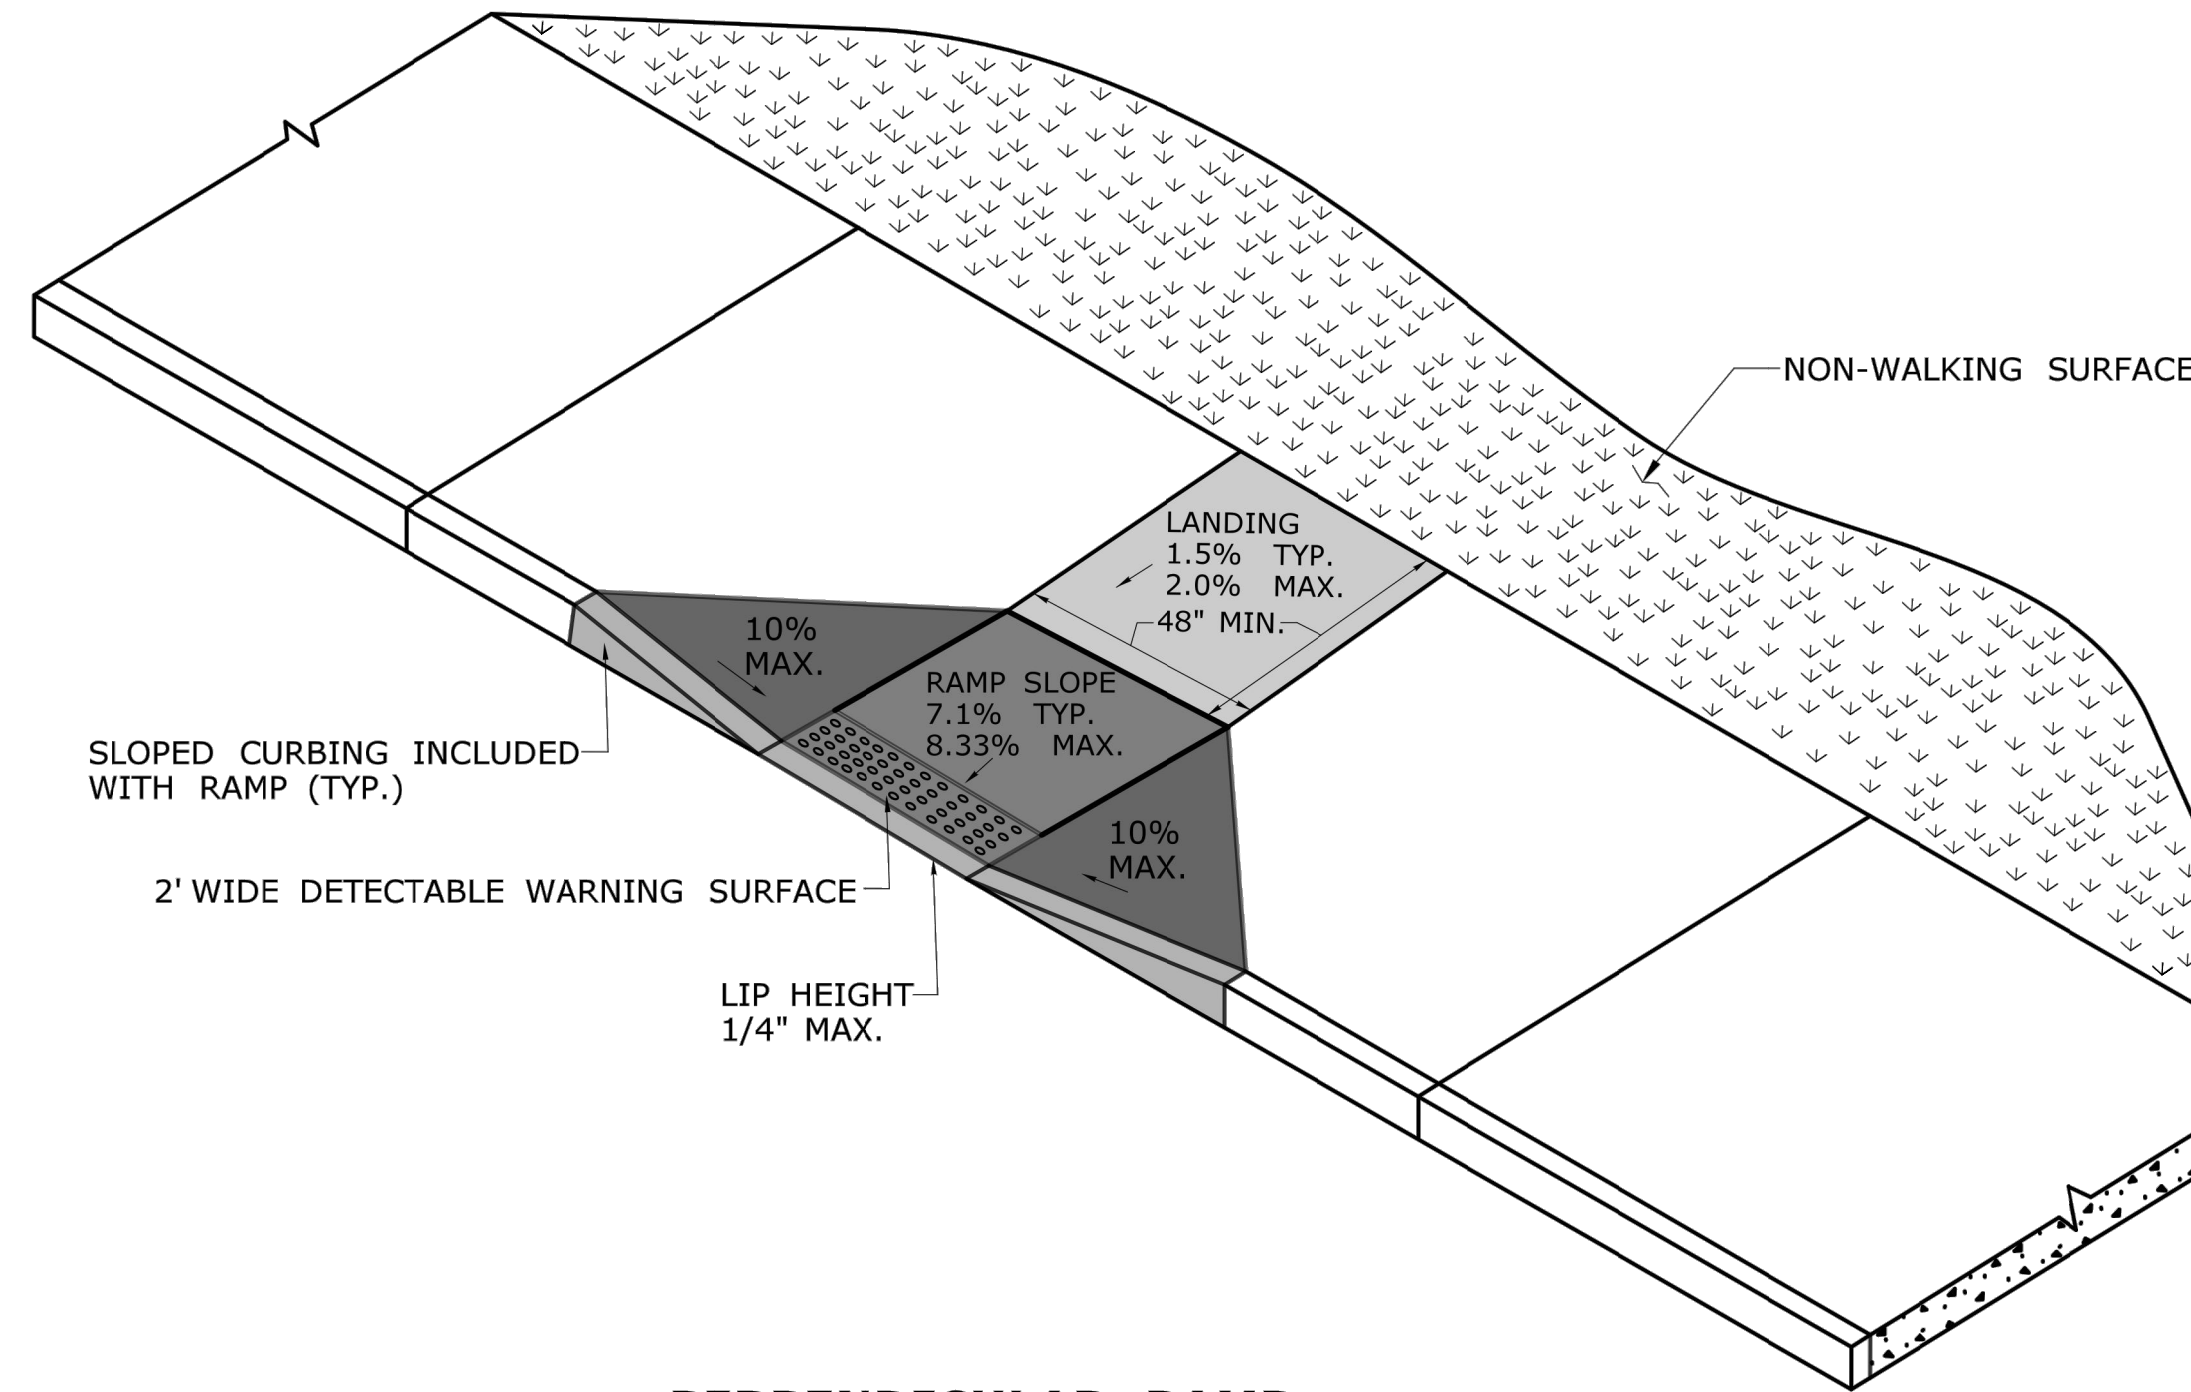 NON-WALKING SURFACE
LANDING
1.5% TYP.
2.0% MAX.
48" MIN.
10%
MAX.
RAMP SLOPE
7.1% TYP.
8.33% MAX.
SLOPED CURBING INCLUDED
WITH RAMP (TYP.)
10%
MAX.
2' WIDE DETECTABLE WARNING SURFACE
LIP HEIGHT
1/4" MAX.